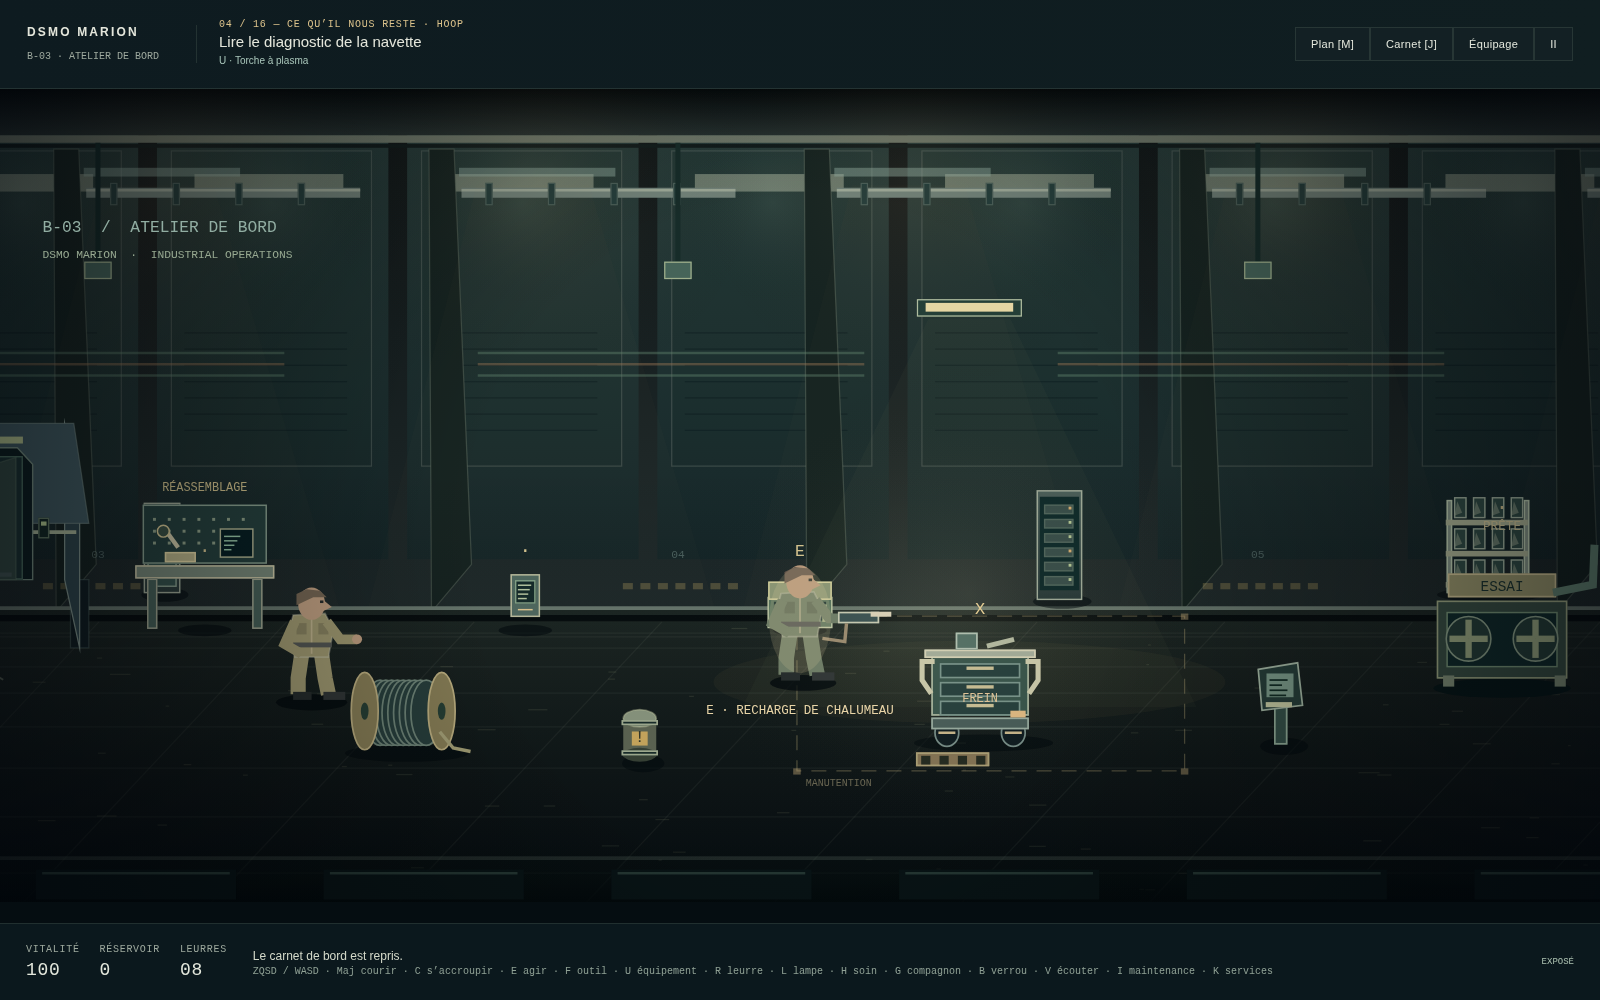 DSMO MARION
B-03 · ATELIER DE BORD
04 / 16 — CE QU'IL NOUS RESTE · HOOP
Lire le diagnostic de la navette
U · Torche à plasma
Plan [M]
Carnet [J]
Équipage
II
B-03 / ATELIER DE BORD
DSMO MARION · INDUSTRIAL OPERATIONS
RÉASSEMBLAGE
03
04
05
E
X
PRÊTE
ESSAI
FREIN
!
E · RECHARGE DE CHALUMEAU
MANUTENTION
VITALITÉ
100
RÉSERVOIR
0
LEURRES
08
Le carnet de bord est repris.
ZQSD / WASD · Maj courir · C s'accroupir · E agir · F outil · U équipement · R leurre · L lampe · H soin · G compagnon · B verrou · V écouter · I maintenance · K services
EXPOSÉ